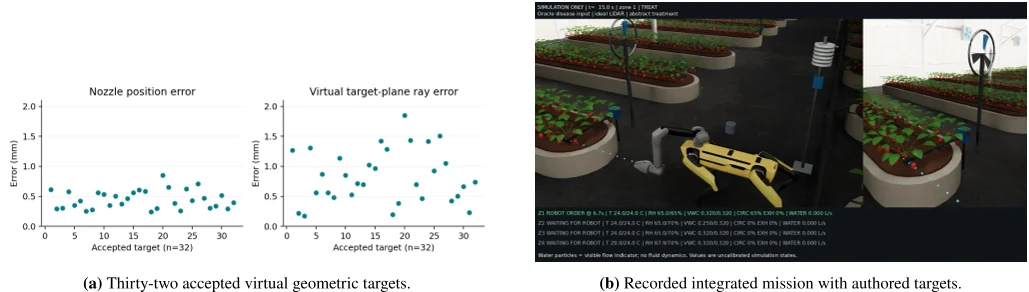 Nozzle position error
Error (mm)
2.0
1.5
1.0
0.5
0.0
0 5 10 15 20 25 30
Accepted target (n=32)
Virtual target-plane ray error
Error (mm)
2.0
1.5
1.0
0.5
0.0
0 5 10 15 20 25 30
Accepted target (n=32)
(a) Thirty-two accepted virtual geometric targets.
SIMULATION ONLY | t= 15.0 s | zone 1 | TREAT
Oracle disease input | ideal LiDAR | abstract treatment
Z1 ROBOT ORDER @ 6.7s | T 24.0/24.0 C | RH 65.0/65% | VWC 0.320/0.320 | CIRC 65% EXH 0% | WATER 0.000 L/s
Z2 WAITING FOR ROBOT | T 24.0/24.0 C | RH 65.0/70% | VWC 0.250/0.320 | CIRC 0% EXH 0% | WATER 0.000 L/s
Z3 WAITING FOR ROBOT | T 24.0/24.0 C | RH 65.0/70% | VWC 0.320/0.320 | CIRC 0% EXH 0% | WATER 0.000 L/s
Z4 WAITING FOR ROBOT | T 29.0/24.0 C | RH 87.9/70% | VWC 0.320/0.320 | CIRC 0% EXH 0% | WATER 0.000 L/s
Water particles = visible flow indicator; no fluid dynamics. Values are uncalibrated simulation states.
(b) Recorded integrated mission with authored targets.